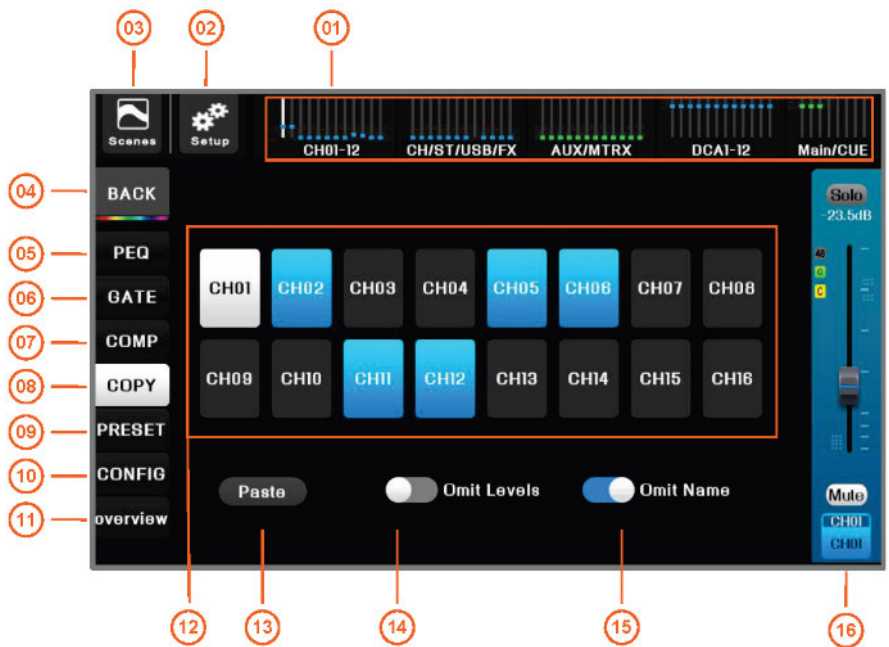 03 02 01
Scenes Setup CH01-12 CH/ST/USB/FX AUX/MTRX DCA1-12 Main/CUE
04 BACK Solo
-23.5dB
05 PEQ 48
G
06 GATE CH01 CH02 CH03 CH04 CH05 CH06 CH07 CH08 C
07 COMP
08 COPY CH09 CH10 CH11 CH12 CH13 CH14 CH15 CH16
09 PRESET
10 CONFIG Paste Omit Levels Omit Name Mute
11 overview CH01
CH01
12 13 14 15 16